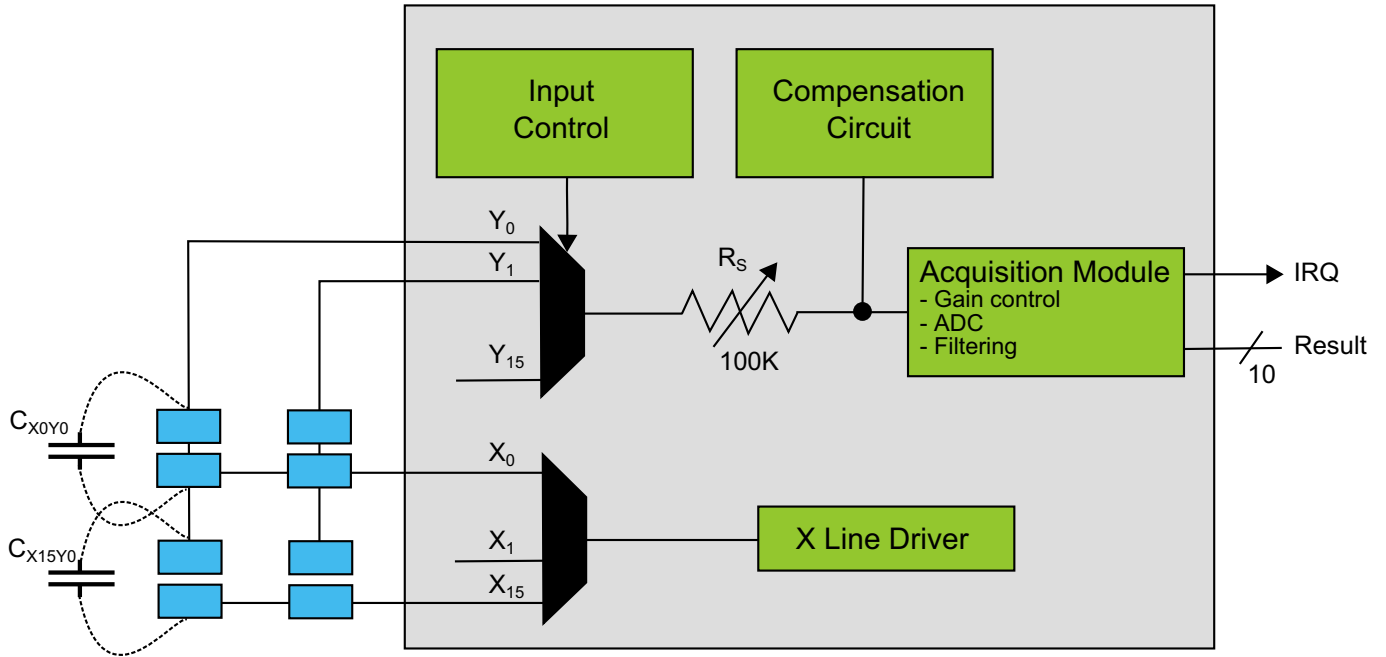 Input
Control
Compensation
Circuit
Y0
Y1
Y15
RS
100K
Acquisition Module
- Gain control
- ADC
- Filtering
IRQ
Result
10
CX0Y0
CX15Y0
X0
X1
X15
X Line Driver